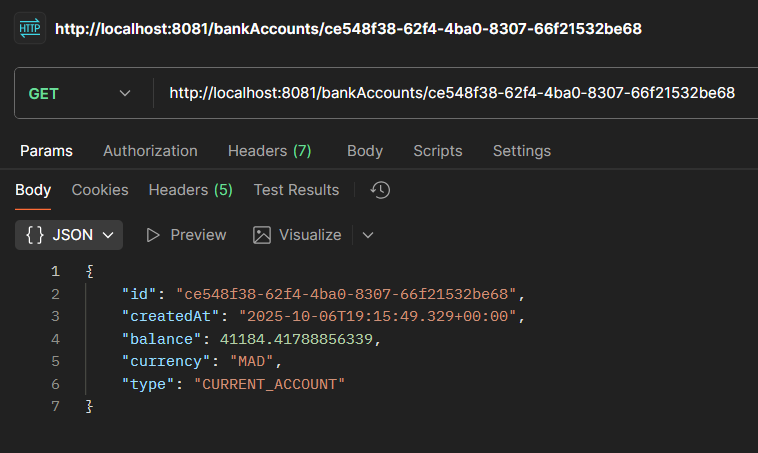 HTTP http://localhost:8081/bankAccounts/ce548f38-62f4-4ba0-8307-66f21532be68
GET http://localhost:8081/bankAccounts/ce548f38-62f4-4ba0-8307-66f21532be68
Params Authorization Headers (7) Body Scripts Settings
Body Cookies Headers (5) Test Results
{} JSON Preview Visualize
1 {
2 "id": "ce548f38-62f4-4ba0-8307-66f21532be68",
3 "createdAt": "2025-10-06T19:15:49.329+00:00",
4 "balance": 41184.41788856339,
5 "currency": "MAD",
6 "type": "CURRENT_ACCOUNT"
7 }